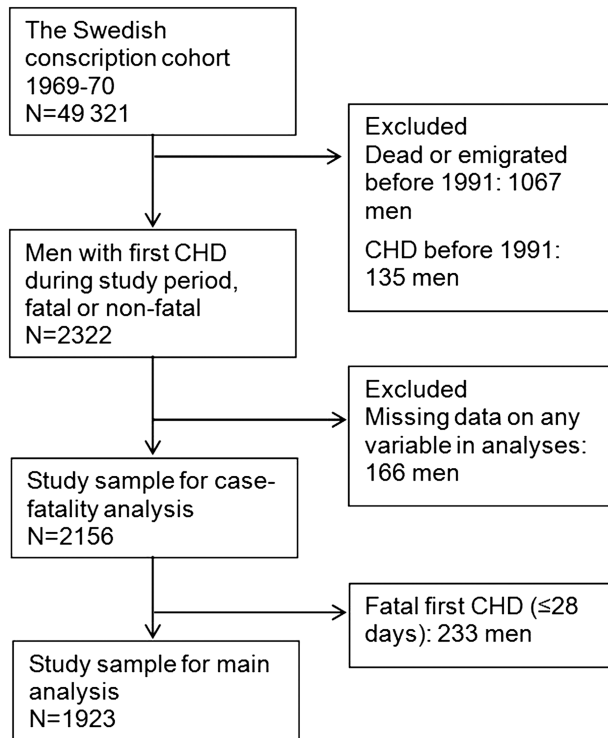 The Swedish
conscription cohort
1969-70
N=49 321
Excluded
Dead or emigrated
before 1991: 1067
men
CHD before 1991:
135 men
Men with first CHD
during study period,
fatal or non-fatal
N=2322
Excluded
Missing data on any
variable in analyses:
166 men
Study sample for case-
fatality analysis
N=2156
Fatal first CHD (≤28
days): 233 men
Study sample for main
analysis
N=1923